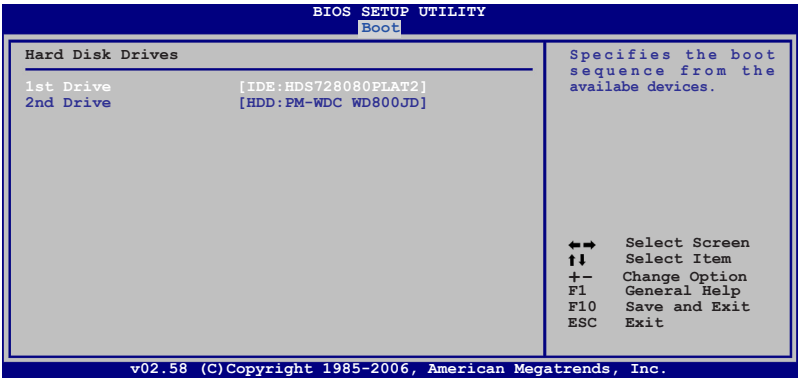 BIOS SETUP UTILITY
Boot
Hard Disk Drives
1st Drive [IDE:HDS728080PLAT2]
2nd Drive [HDD:PM-WDC WD800JD]
Specifies the boot
sequence from the
availabe devices.
←→ Select Screen
↑↓ Select Item
+- Change Option
F1 General Help
F10 Save and Exit
ESC Exit
v02.58 (C)Copyright 1985-2006, American Megatrends, Inc.